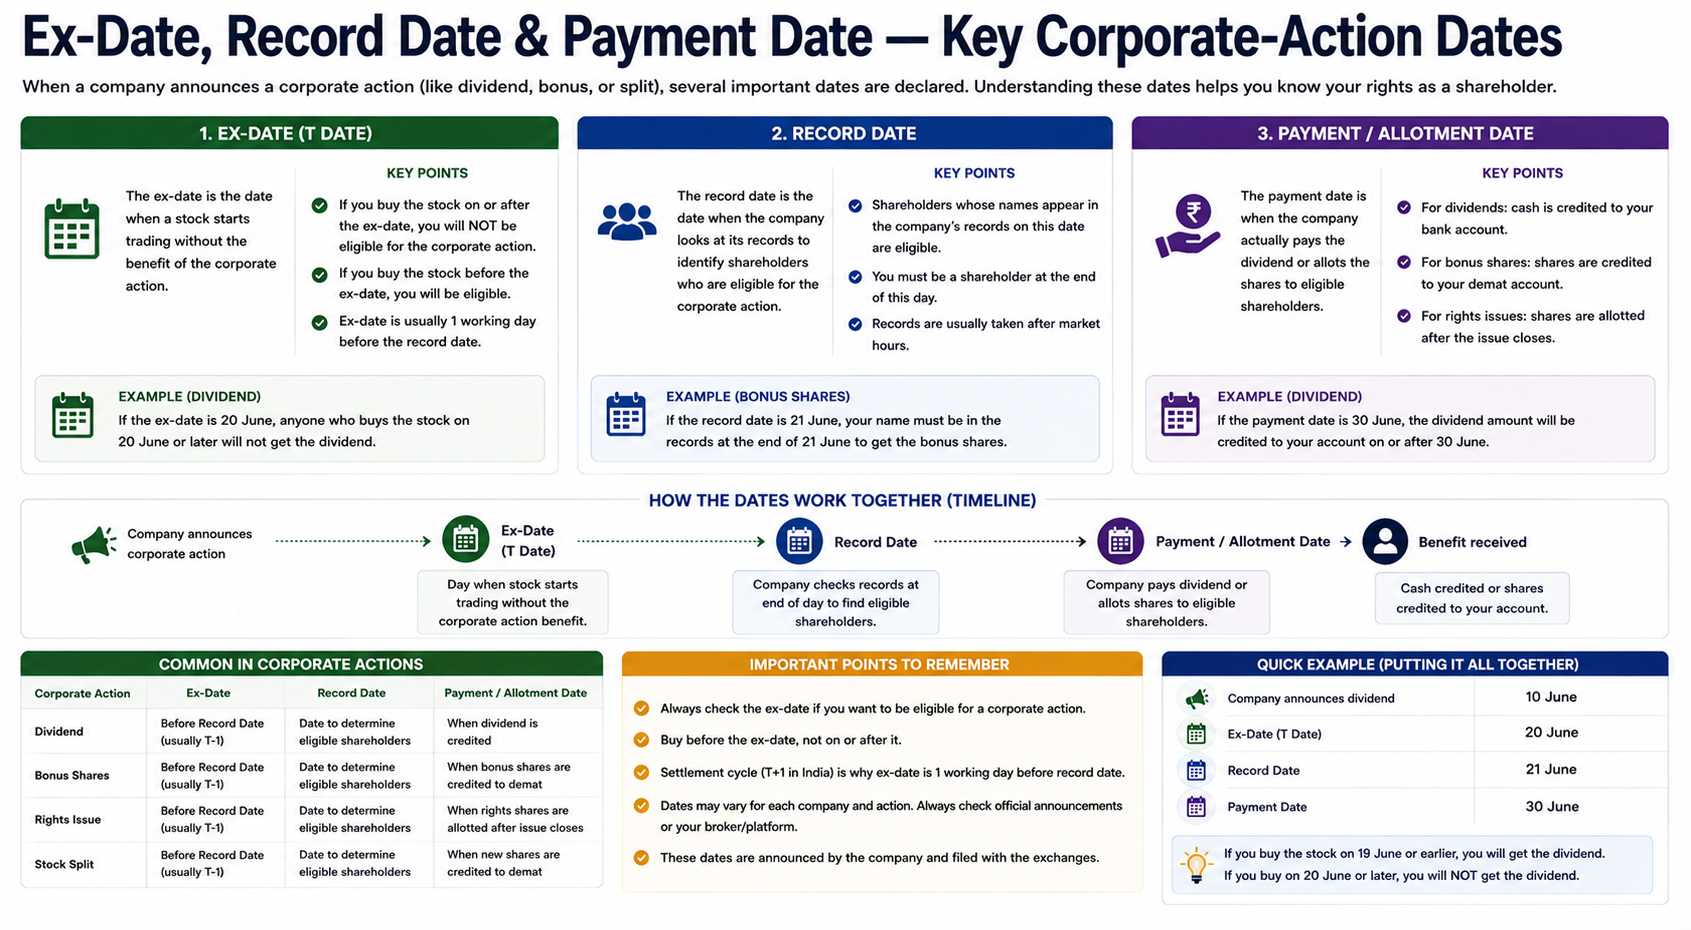 Ex-Date, Record Date & Payment Date — Key Corporate-Action Dates
When a company announces a corporate action (like dividend, bonus, or split), several important dates are declared. Understanding these dates helps you know your rights as a shareholder.
1. EX-DATE (T DATE)
The ex-date is the date
when a stock starts
trading without the
benefit of the corporate
action.
KEY POINTS
If you buy the stock on or after
the ex-date, you will NOT be
eligible for the corporate action.
If you buy the stock before the
ex-date, you will be eligible.
Ex-date is usually 1 working day
before the record date.
EXAMPLE (DIVIDEND)
If the ex-date is 20 June, anyone who buys the stock on
20 June or later will not get the dividend.
2. RECORD DATE
The record date is the
date when the company
looks at its records to
identify shareholders
who are eligible for the
corporate action.
KEY POINTS
Shareholders whose names appear in
the company's records on this date
are eligible.
You must be a shareholder at the end
of this day.
Records are usually taken after market
hours.
EXAMPLE (BONUS SHARES)
If the record date is 21 June, your name must be in the
records at the end of 21 June to get the bonus shares.
3. PAYMENT / ALLOTMENT DATE
₹
The payment date is
when the company
actually pays the
dividend or allots the
shares to eligible
shareholders.
KEY POINTS
For dividends: cash is credited to your
bank account.
For bonus shares: shares are credited
to your demat account.
For rights issues: shares are allotted
after the issue closes.
EXAMPLE (DIVIDEND)
If the payment date is 30 June, the dividend amount will be
credited to your account on or after 30 June.
HOW THE DATES WORK TOGETHER (TIMELINE)
Company announces
corporate action
Ex-Date
(T Date)
Day when stock starts
trading without the
corporate action benefit.
Record Date
Company checks records at
end of day to find eligible
shareholders.
Payment / Allotment Date
Company pays dividend or
allots shares to eligible
shareholders.
Benefit received
Cash credited or shares
credited to your account.
COMMON IN CORPORATE ACTIONS
Corporate Action Ex-Date Record Date Payment / Allotment Date
Dividend
Before Record Date
(usually T-1)
Date to determine
eligible shareholders
When dividend is
credited
Bonus Shares
Before Record Date
(usually T-1)
Date to determine
eligible shareholders
When bonus shares are
credited to demat
Rights Issue
Before Record Date
(usually T-1)
Date to determine
eligible shareholders
When rights shares are
allotted after issue closes
Stock Split
Before Record Date
(usually T-1)
Date to determine
eligible shareholders
When new shares are
credited to demat
IMPORTANT POINTS TO REMEMBER
Always check the ex-date if you want to be eligible for a corporate action.
Buy before the ex-date, not on or after it.
Settlement cycle (T+1 in India) is why ex-date is 1 working day before record date.
Dates may vary for each company and action. Always check official announcements
or your broker/platform.
These dates are announced by the company and filed with the exchanges.
QUICK EXAMPLE (PUTTING IT ALL TOGETHER)
Company announces dividend 10 June
Ex-Date (T Date) 20 June
Record Date 21 June
Payment Date 30 June
If you buy the stock on 19 June or earlier, you will get the dividend.
If you buy on 20 June or later, you will NOT get the dividend.